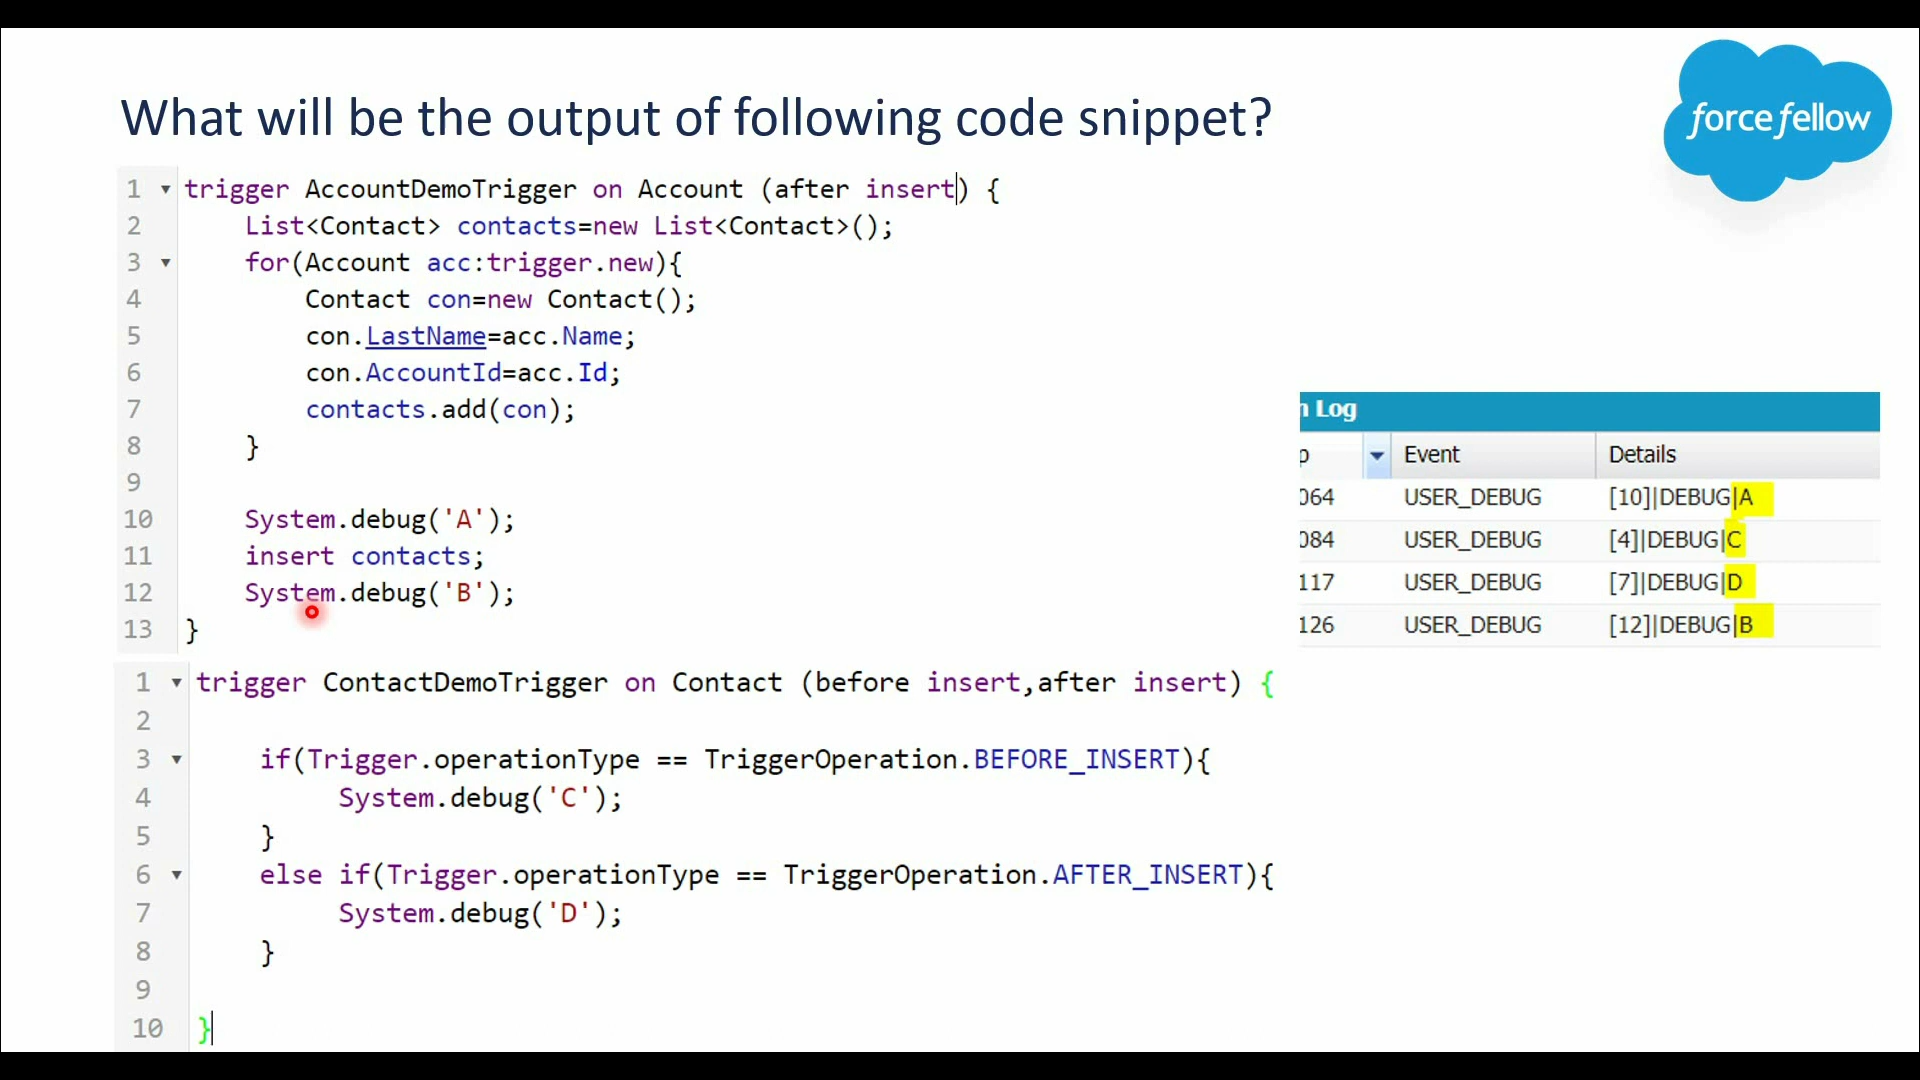 What will be the output of following code snippet?
force fellow
1 trigger AccountDemoTrigger on Account (after insert) {
2 List<Contact> contacts=new List<Contact>();
3 for(Account acc:trigger.new){
4 Contact con=new Contact();
5 con.LastName=acc.Name;
6 con.AccountId=acc.Id;
7 contacts.add(con);
8 }
9
10 System.debug('A');
11 insert contacts;
12 System.debug('B');
13 }
n Log
p Event Details
064 USER_DEBUG [10]|DEBUG|A
084 USER_DEBUG [4]|DEBUG|C
117 USER_DEBUG [7]|DEBUG|D
126 USER_DEBUG [12]|DEBUG|B
1 trigger ContactDemoTrigger on Contact (before insert,after insert) {
2
3 if(Trigger.operationType == TriggerOperation.BEFORE_INSERT){
4 System.debug('C');
5 }
6 else if(Trigger.operationType == TriggerOperation.AFTER_INSERT){
7 System.debug('D');
8 }
9
10 }